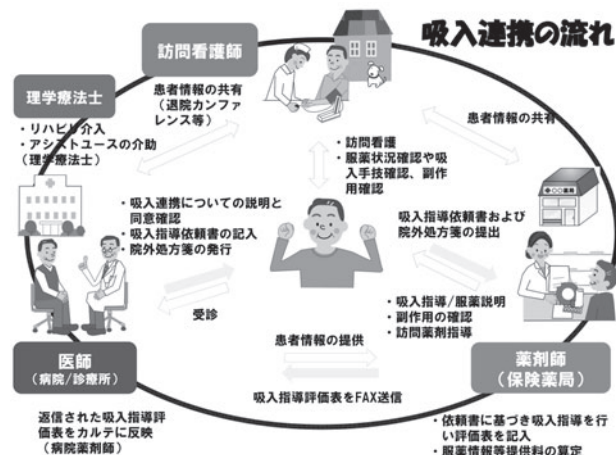 吸入連携の流れ
訪問看護師
患者情報の共有
(退院カンファ
レンス等)
理学療法士
・リハビリ介入
・アシストユースの介助
(理学療法士)
患者情報の共有
・訪問看護
・服薬状況確認や吸
入手技確認、副作
用確認
○○薬局
・吸入連携についての説明と
同意確認
・吸入指導依頼書の記入
・院外処方箋の発行
吸入指導依頼書および
院外処方箋の提出
受診
・吸入指導/服薬説明
・副作用の確認
・訪問薬剤指導
患者情報の提供
吸入指導評価表をFAX送信
医師
(病院/診療所)
薬剤師
(保険薬局)
返信された吸入指導評
価表をカルテに反映
(病院薬剤師)
・依頼書に基づき吸入指導を行
い評価表を記入
・服薬情報等提供料の算定